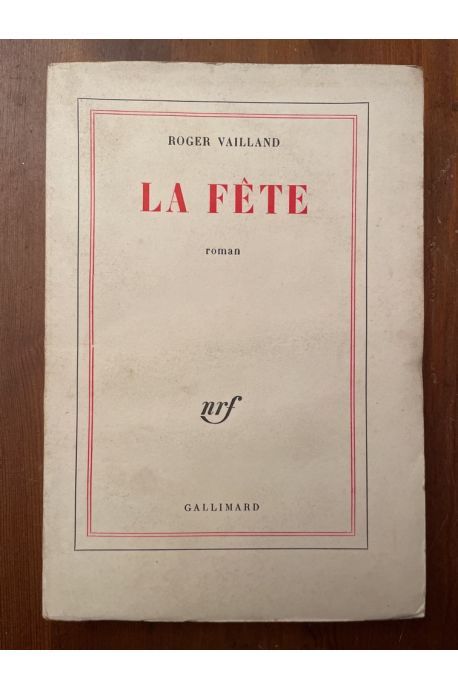 ROGER VAILLAND
LA FÊTE
roman
nrf
GALLIMARD